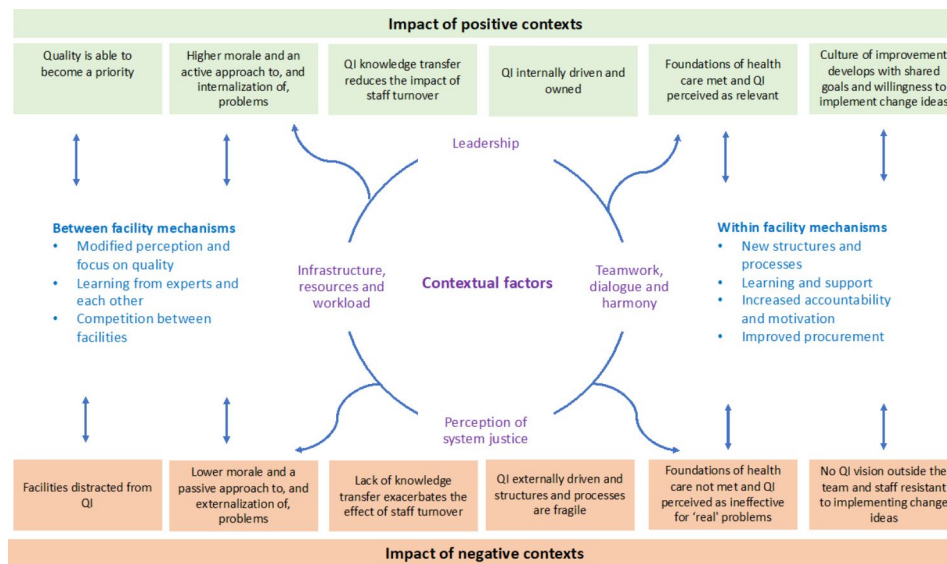 Impact of positive contexts
Quality is able to
become a priority
Higher morale and an
active approach to, and
internalization of,
problems
QI knowledge transfer
reduces the impact of
staff turnover
QI internally driven and
owned
Foundations of health
care met and QI
perceived as relevant
Culture of improvement
develops with shared
goals and willingness to
implement change ideas
Leadership
Between facility mechanisms
• Modified perception and
focus on quality
• Learning from experts and
each other
• Competition between
facilities
Infrastructure,
resources and
workload
Contextual factors
Teamwork,
dialogue and
harmony
Within facility mechanisms
• New structures and
processes
• Learning and support
• Increased accountability
and motivation
• Improved procurement
Perception of
system justice
Facilities distracted from
QI
Lower morale and a
passive approach to, and
externalization of,
problems
Lack of knowledge
transfer exacerbates the
effect of staff turnover
QI externally driven and
structures and processes
are fragile
Foundations of health
care not met and QI
perceived as ineffective
for 'real' problems
No QI vision outside the
team and staff resistant
to implementing change
ideas
Impact of negative contexts